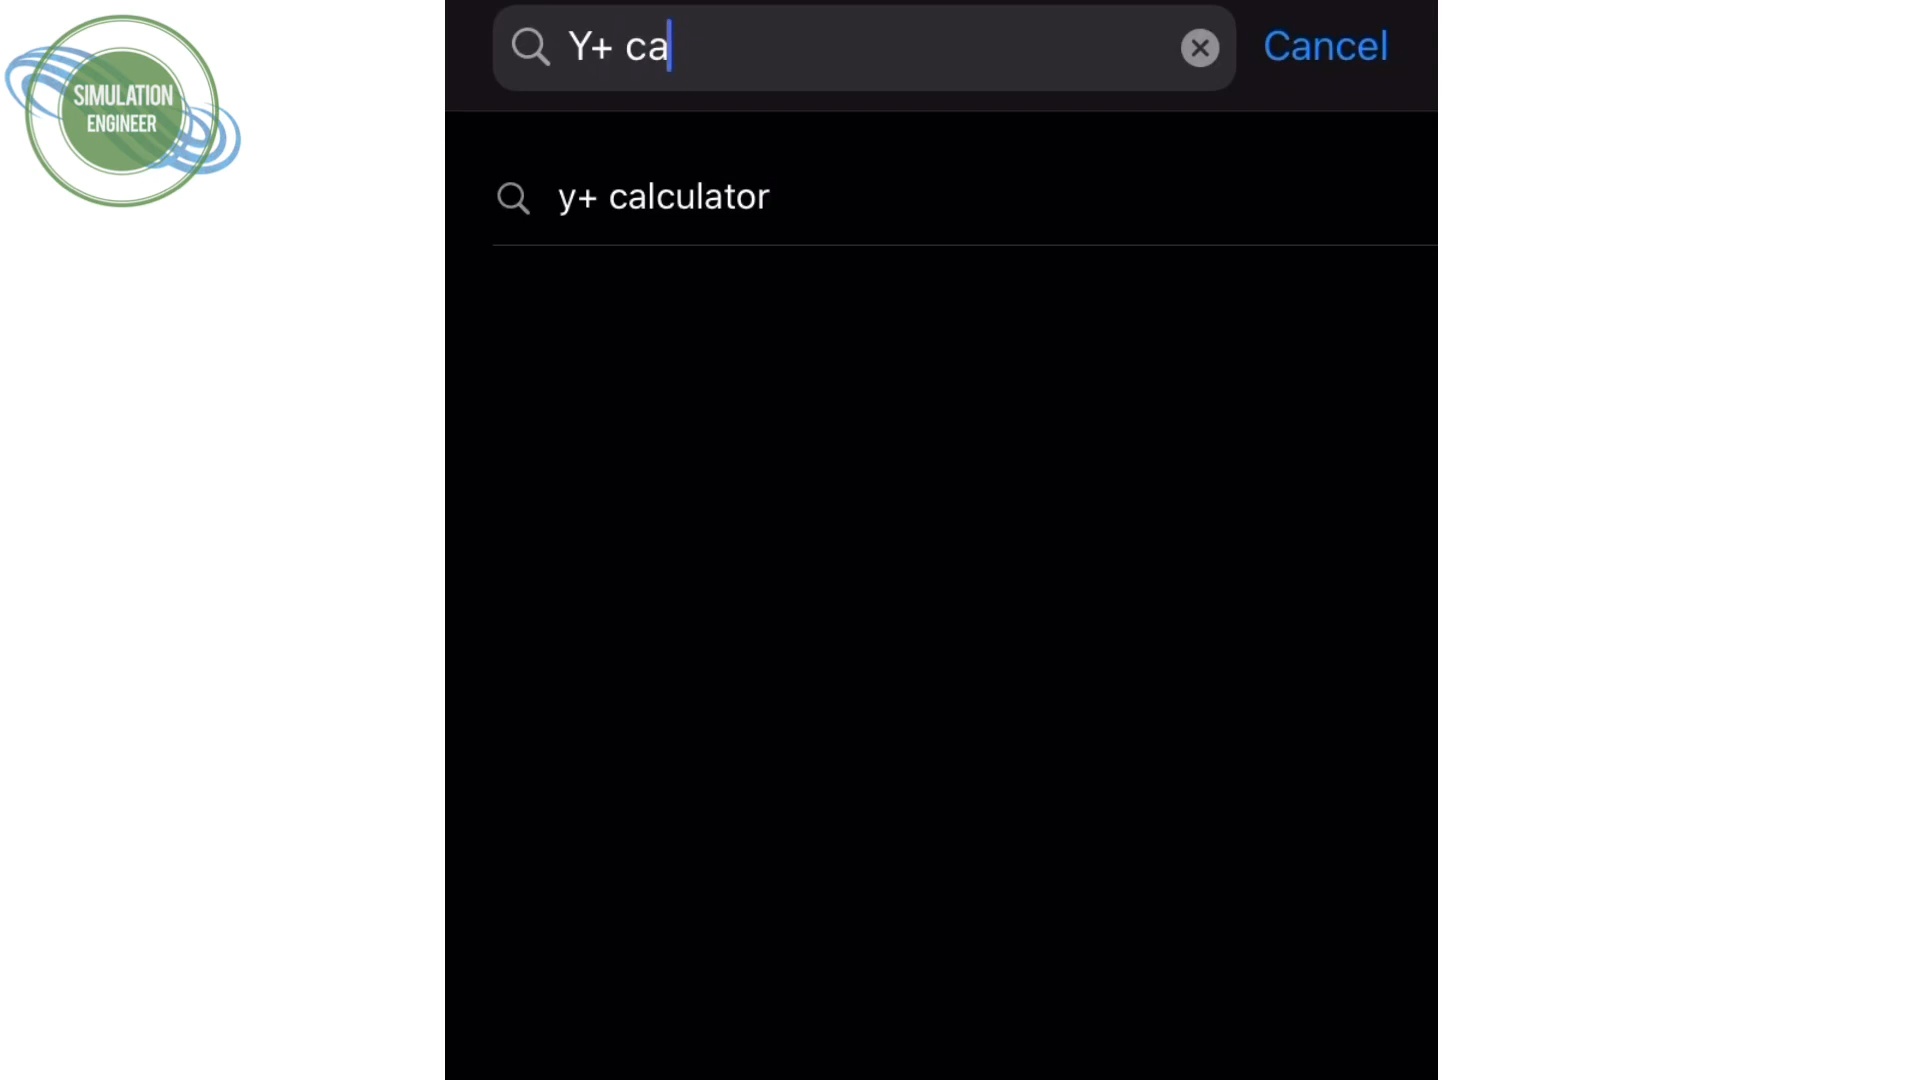 SIMULATION
ENGINEER
Y+ ca
Cancel
y+ calculator